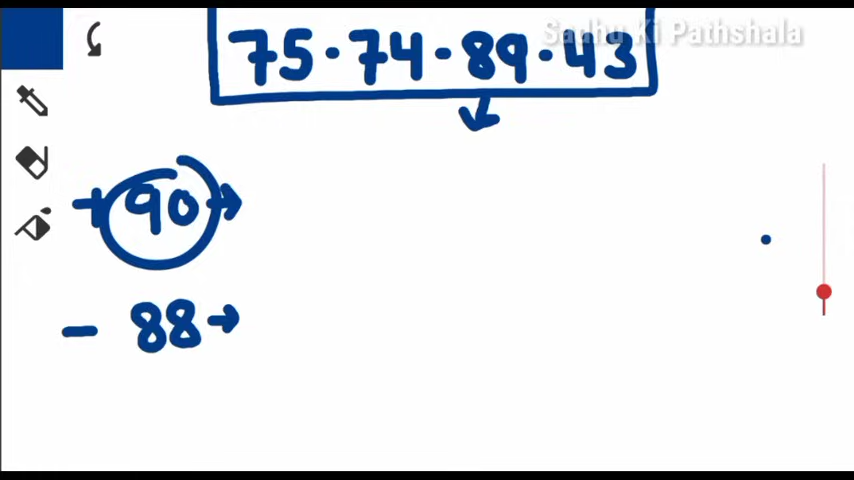 Sadhu Ki Pathshala
75·74·89·43
+ 90 →
- 88 →